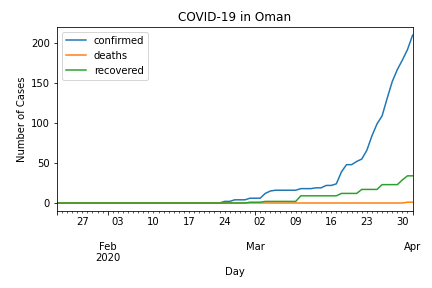 COVID-19 in Oman
confirmed
deaths
recovered
Number of Cases
200
150
100
50
0
27 03 10 17 24 02 09 16 23 30
Feb Mar Apr
2020
Day